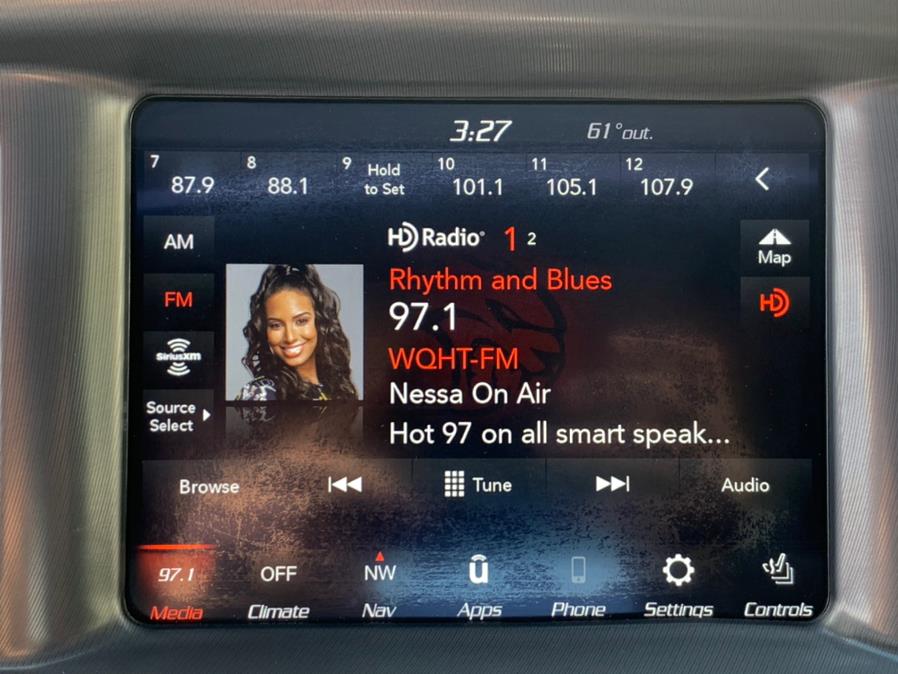 3:27 61°out.
7 8 9 Hold 10 11 12
87.9 88.1 to Set 101.1 105.1 107.9
AM HD Radio® 1 2 Map
Rhythm and Blues
FM 97.1 HD
SiriusXM WQHT-FM
Nessa On Air
Source
Select Hot 97 on all smart speak...
Browse Tune Audio
97.1 OFF NW u
Media Climate Nav Apps Phone Settings Controls